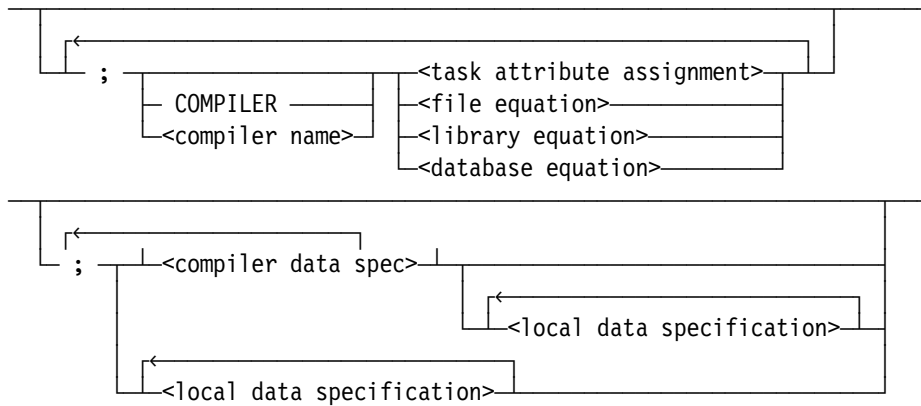 ; <task attribute assignment>
COMPILER <file equation>
<compiler name> <library equation>
<database equation>
; <compiler data spec>
<local data specification>
<local data specification>